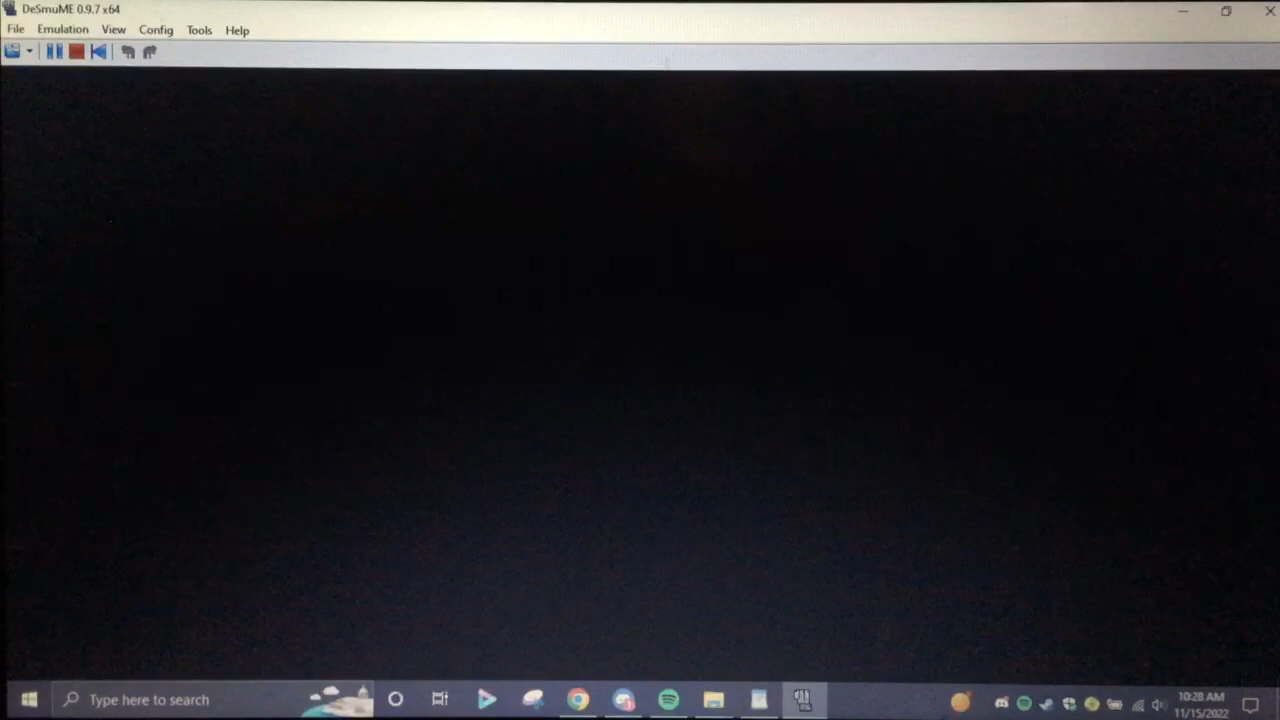 DeSmuME 0.9.7 x64
File Emulation View Config Tools Help
Type here to search
10:28 AM
11/15/2022